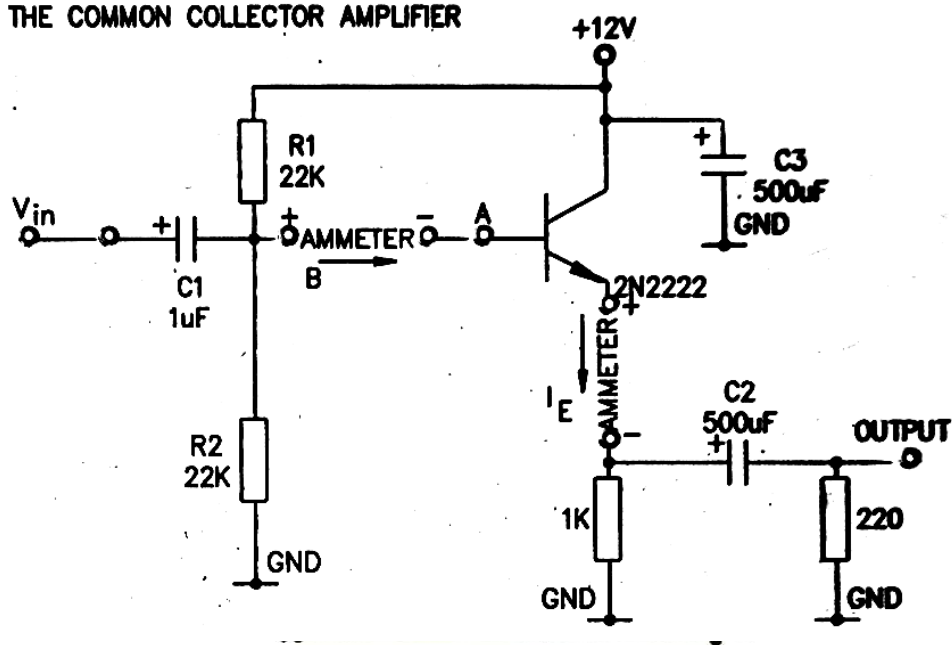 THE COMMON COLLECTOR AMPLIFIER
+12V
R1
22K
+
C3
500uF
GND
Vin
+
C1
1uF
+
AMMETER
-
A
B
2N2222
+
AMMETER
-
IE
C2
500uF
+
OUTPUT
R2
22K
GND
1K
GND
220
GND